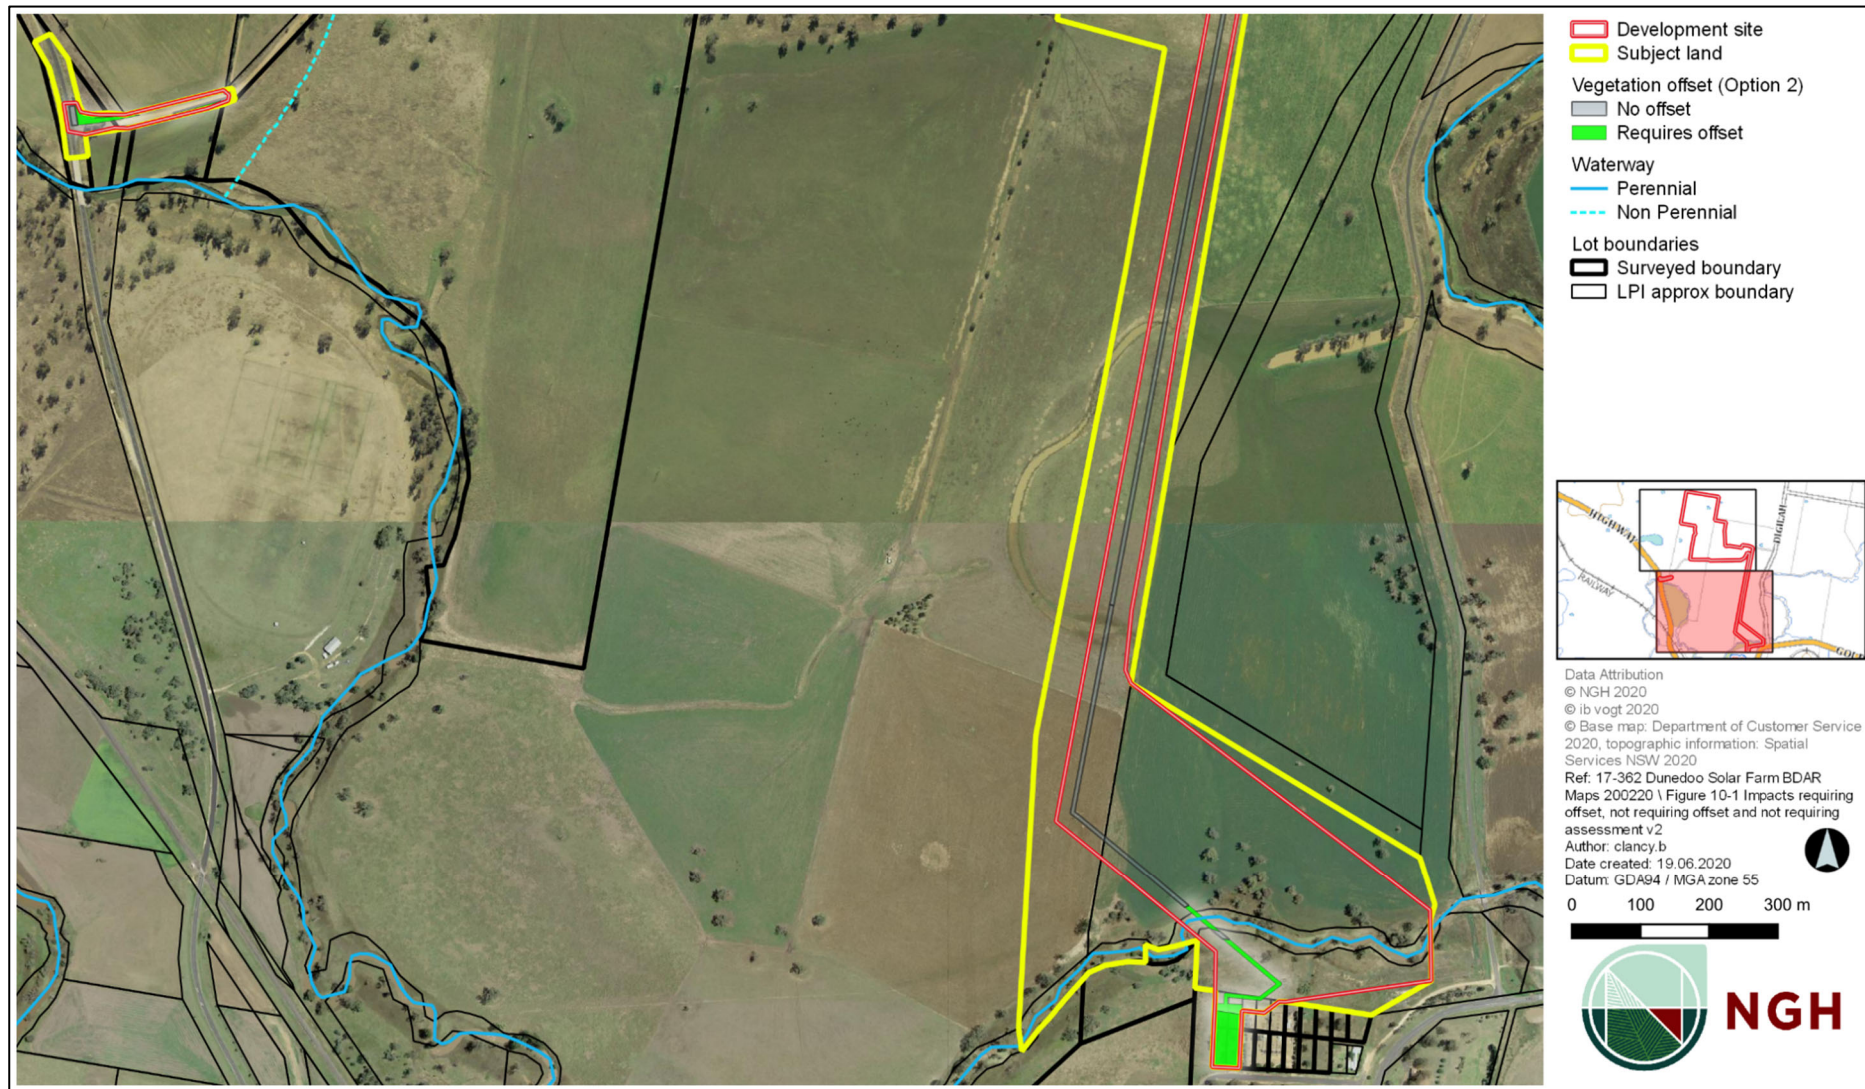 Development site
Subject land
Vegetation offset (Option 2)
No offset
Requires offset
Waterway
Perennial
Non Perennial
Lot boundaries
Surveyed boundary
LPI approx boundary
HIGHWAY
DIGILAH
RAILWAY
GOL
Data Attribution
© NGH 2020
© ib vogt 2020
© Base map: Department of Customer Service
2020, topographic information: Spatial
Services NSW 2020
Ref: 17-362 Dunedoo Solar Farm BDAR
Maps 200220 \ Figure 10-1 Impacts requiring
offset, not requiring offset and not requiring
assessment v2
Author: clancy.b
Date created: 19.06.2020
Datum: GDA94 / MGA zone 55
0 100 200 300 m
NGH